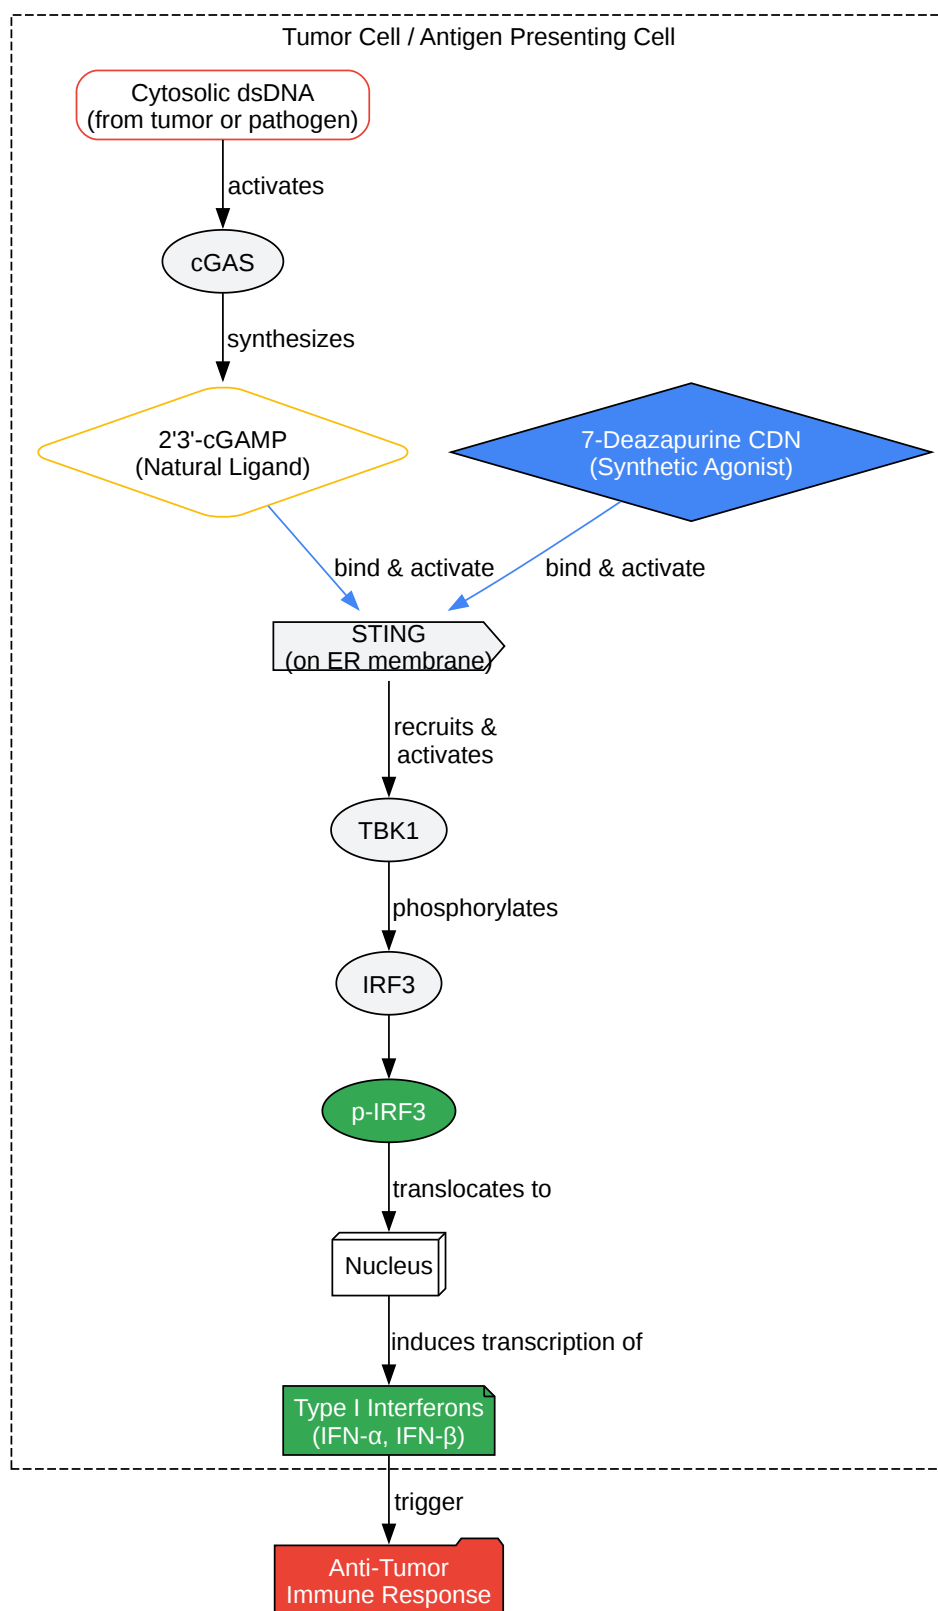 Tumor Cell / Antigen Presenting Cell
Cytosolic dsDNA
(from tumor or pathogen)
activates
cGAS
synthesizes
2'3'-cGAMP
(Natural Ligand)
7-Deazapurine CDN
(Synthetic Agonist)
bind & activate
bind & activate
STING
(on ER membrane)
recruits &
activates
TBK1
phosphorylates
IRF3
p-IRF3
translocates to
Nucleus
induces transcription of
Type I Interferons
(IFN-α, IFN-β)
trigger
Anti-Tumor
Immune Response